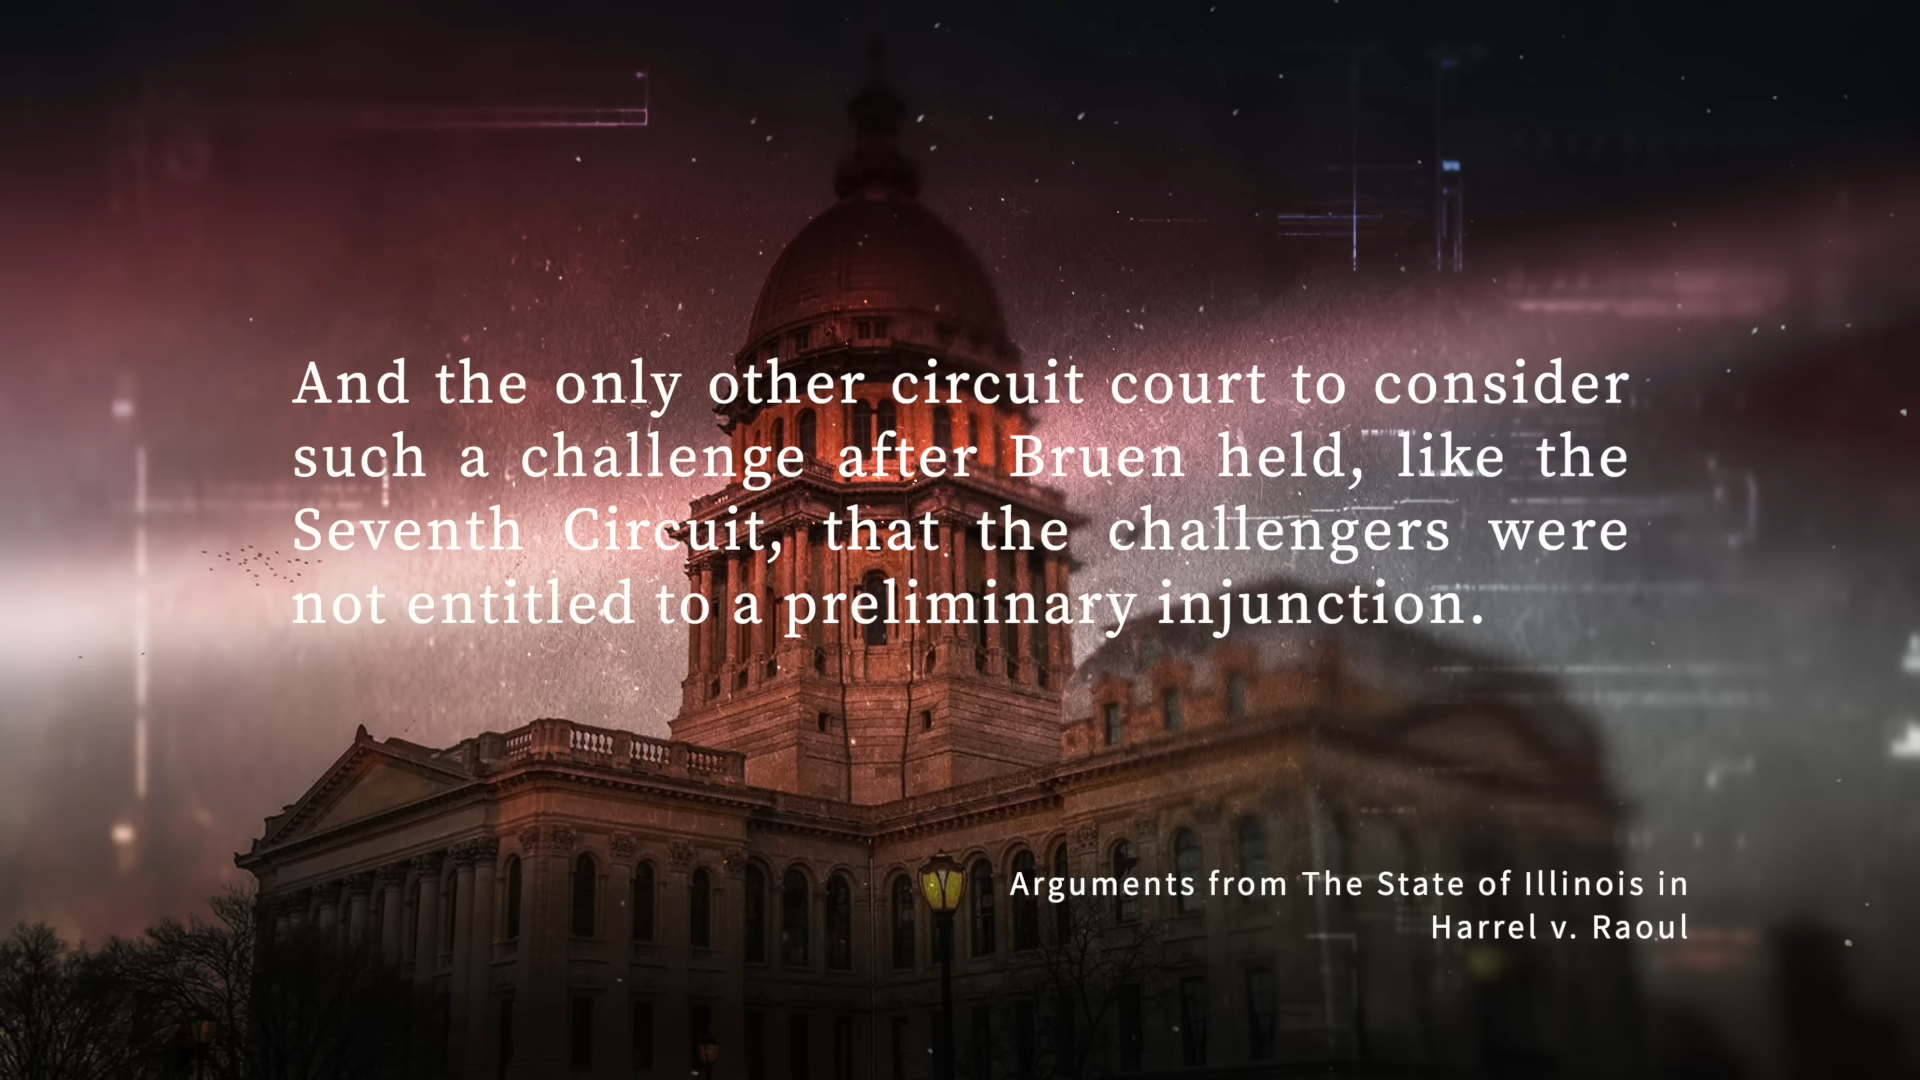 And the only other circuit court to consider
such a challenge after Bruen held, like the
Seventh Circuit, that the challengers were
not entitled to a preliminary injunction.
Arguments from The State of Illinois in
Harrel v. Raoul